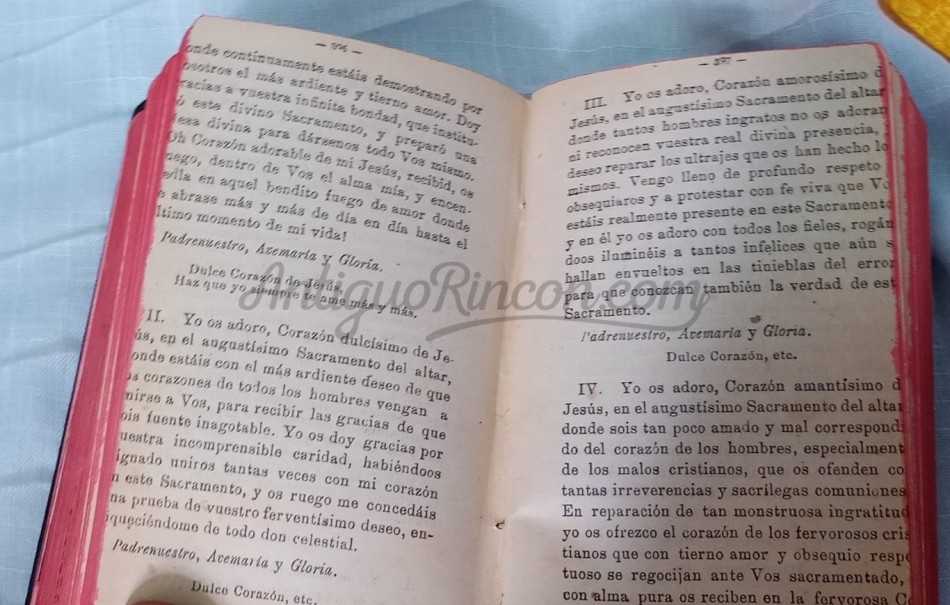 — 396 —
onde continuamente estáis demostrando por
osotros el más ardiente y tierno amor. Doy
racias a vuestra infinita bondad, que institu-
ó este divino Sacramento, y preparó una
esa divina para dársenos todo Vos mismo.
Oh Corazón adorable de mi Jesús, recibid, os
uego, dentro de Vos el alma mía, y encen-
edla en aquel bendito fuego de amor donde
e abrase más y más de día en día hasta el
ltimo momento de mi vida!
Padrenuestro, Avemaría y Gloria.
Dulce Corazón de Jesús,
Haz que yo siempre te ame más y más.
II. Yo os adoro, Corazón dulcísimo de Je-
ús, en el augustísimo Sacramento del altar,
onde estáis con el más ardiente deseo de que
os corazones de todos los hombres vengan a
nirse a Vos, para recibir las gracias de que
ois fuente inagotable. Yo os doy gracias por
uestra incomprensible caridad, habiéndoos
ignado uniros tantas veces con mi corazón
n este Sacramento, y os ruego me concedáis
na prueba de vuestro ferventísimo deseo, en-
iqueciéndome de todo don celestial.
Padrenuestro, Avemaría y Gloria.
Dulce Corazón, etc.
— 397 —
III. Yo os adoro, Corazón amorosísimo d
Jesús, en el augustísimo Sacramento del altar
donde tantos hombres ingratos no os adoran
ni reconocen vuestra real divina presencia,
deseo reparar los ultrajes que os han hecho lo
mismos. Vengo lleno de profundo respeto
obsequiaros y a protestar con fe viva que Vo
estáis realmente presente en este Sacramento
y en él yo os adoro con todos los fieles, rogán
doos iluminéis a tantos infelices que aún s
hallan envueltos en las tinieblas del error
para que conozcan también la verdad de est
Sacramento.
Padrenuestro, Avemaría y Gloria.
Dulce Corazón, etc.
IV. Yo os adoro, Corazón amantísimo d
Jesús, en el augustísimo Sacramento del altar
donde sois tan poco amado y mal correspondi
do del corazón de los hombres, especialment
de los malos cristianos, que os ofenden co
tantas irreverencias y sacrílegas comuniones
En reparación de tan monstruosa ingratitud
yo os ofrezco el corazón de los fervorosos cris
tianos que con tierno amor y obsequio respe
tuoso se regocijan ante Vos sacramentado,
con alma pura os reciben en la fervorosa Co
AntiguoRincon.com